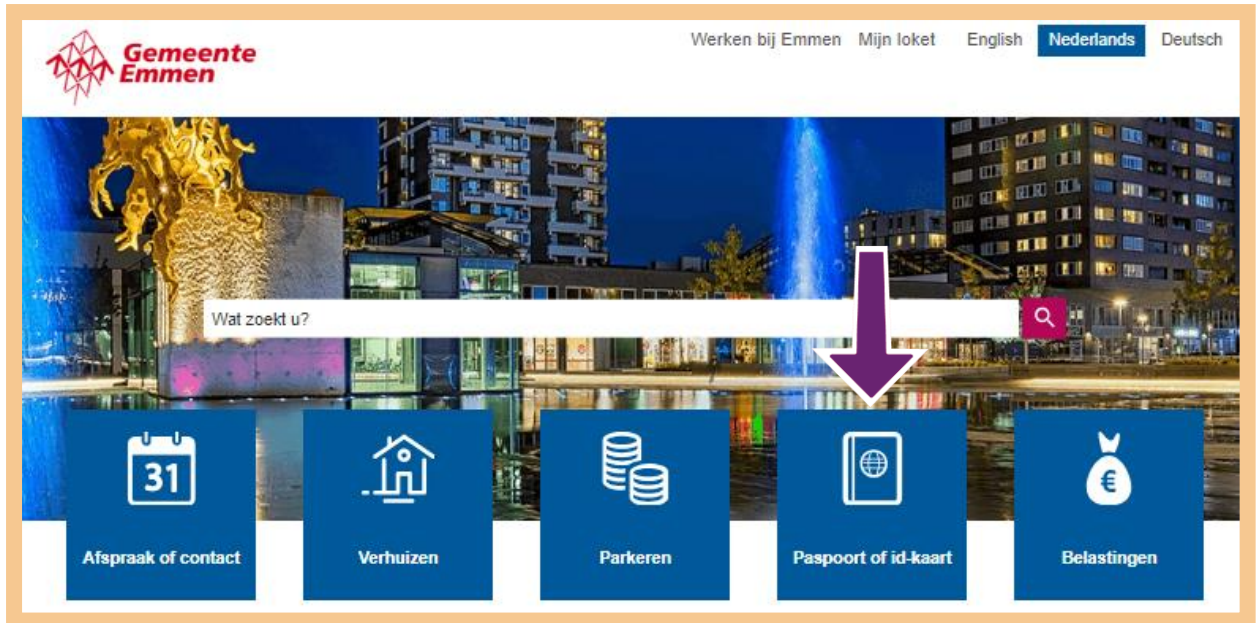 Gemeente
Emmen
Werken bij Emmen Mijn loket English Nederlands Deutsch
Wat zoekt u?
31
€
Afspraak of contact
Verhuizen
Parkeren
Paspoort of id-kaart
Belastingen